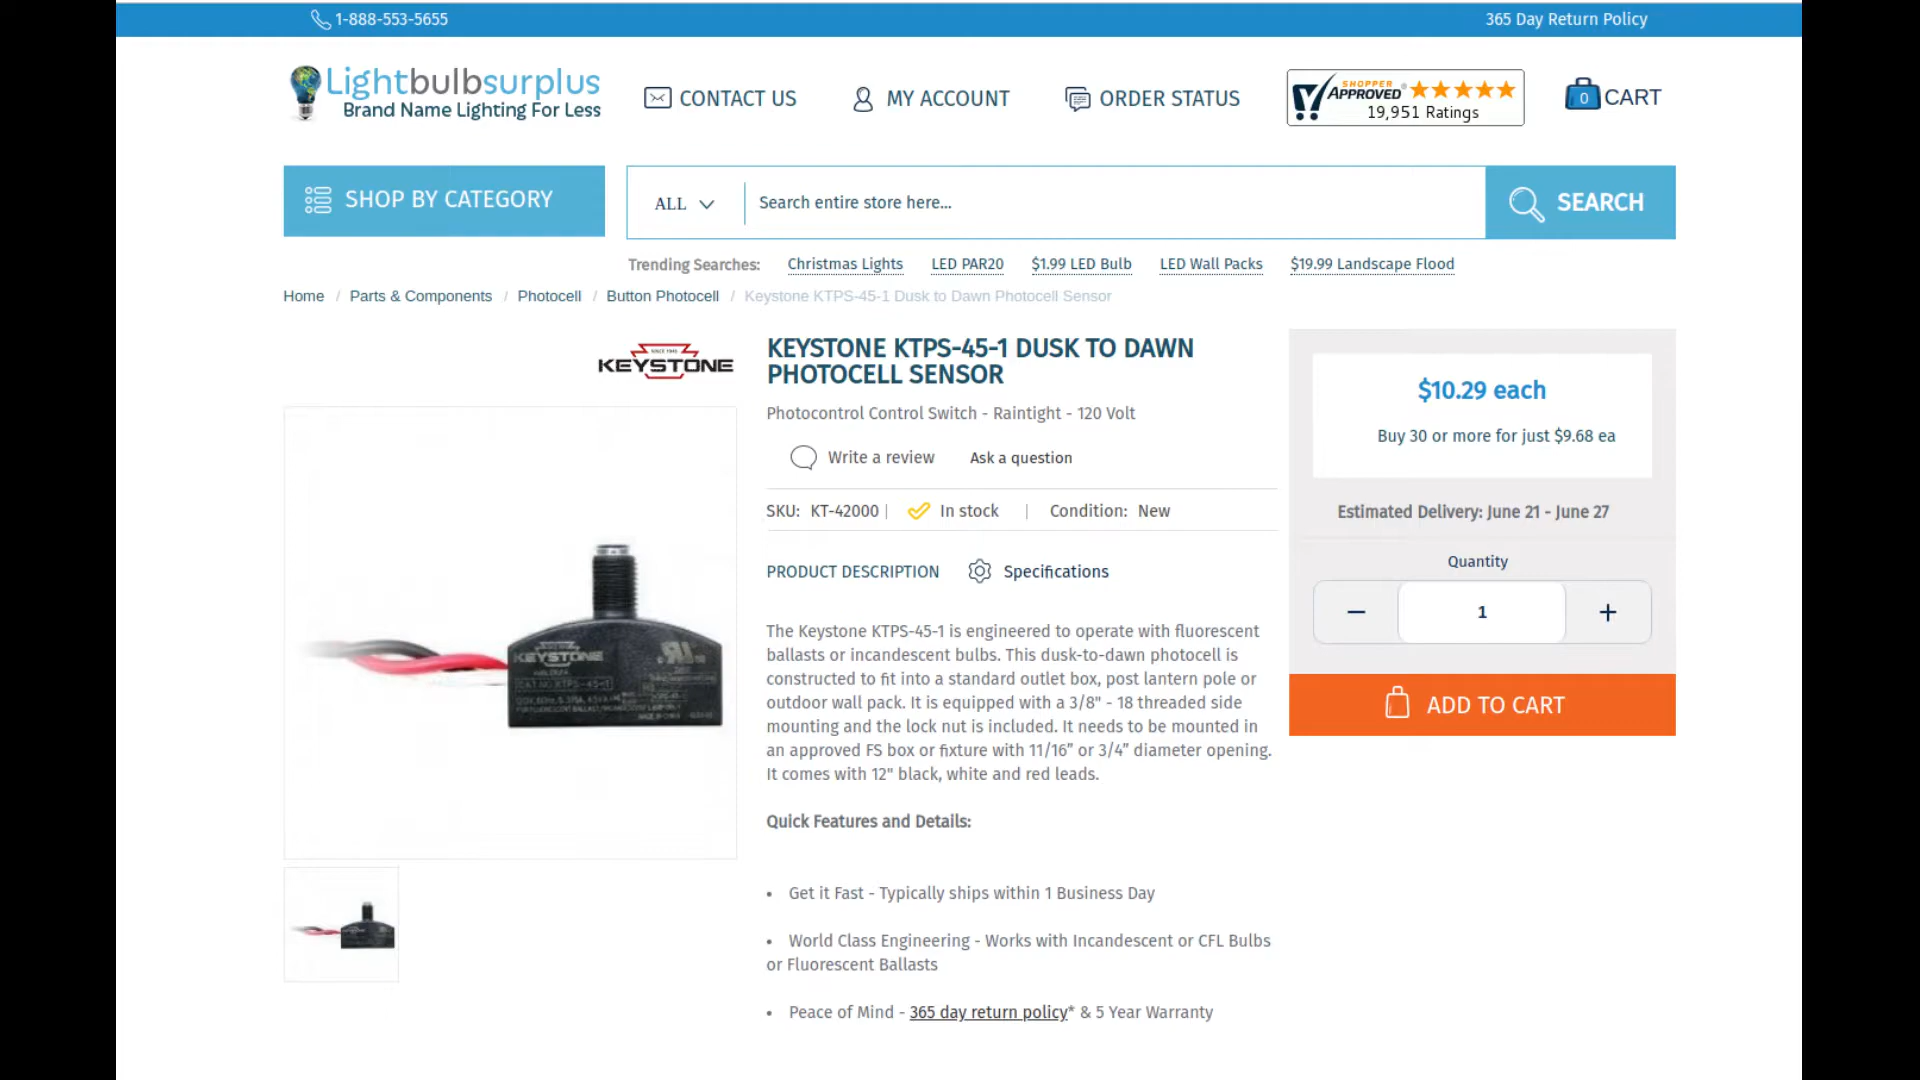 1-888-553-5655
365 Day Return Policy
Lightbulbsurplus
Brand Name Lighting For Less
CONTACT US
MY ACCOUNT
ORDER STATUS
SHOPPER
APPROVED
19,951 Ratings
0 CART
SHOP BY CATEGORY
ALL
Search entire store here...
SEARCH
Trending Searches: Christmas Lights LED PAR20 $1.99 LED Bulb LED Wall Packs $19.99 Landscape Flood
Home / Parts & Components / Photocell / Button Photocell / Keystone KTPS-45-1 Dusk to Dawn Photocell Sensor
KEYSTONE
KEYSTONE KTPS-45-1 DUSK TO DAWN
PHOTOCELL SENSOR
Photocontrol Control Switch - Raintight - 120 Volt
Write a review
Ask a question
SKU: KT-42000 |
In stock
| Condition: New
PRODUCT DESCRIPTION
Specifications
The Keystone KTPS-45-1 is engineered to operate with fluorescent
ballasts or incandescent bulbs. This dusk-to-dawn photocell is
constructed to fit into a standard outlet box, post lantern pole or
outdoor wall pack. It is equipped with a 3/8" - 18 threaded side
mounting and the lock nut is included. It needs to be mounted in
an approved FS box or fixture with 11/16” or 3/4” diameter opening.
It comes with 12" black, white and red leads.
Quick Features and Details:
• Get it Fast - Typically ships within 1 Business Day
• World Class Engineering - Works with Incandescent or CFL Bulbs
or Fluorescent Ballasts
• Peace of Mind - 365 day return policy* & 5 Year Warranty
$10.29 each
Buy 30 or more for just $9.68 ea
Estimated Delivery: June 21 - June 27
Quantity
− 1 +
ADD TO CART
KEYSTONE
CAT.NO.KTPS-45-1